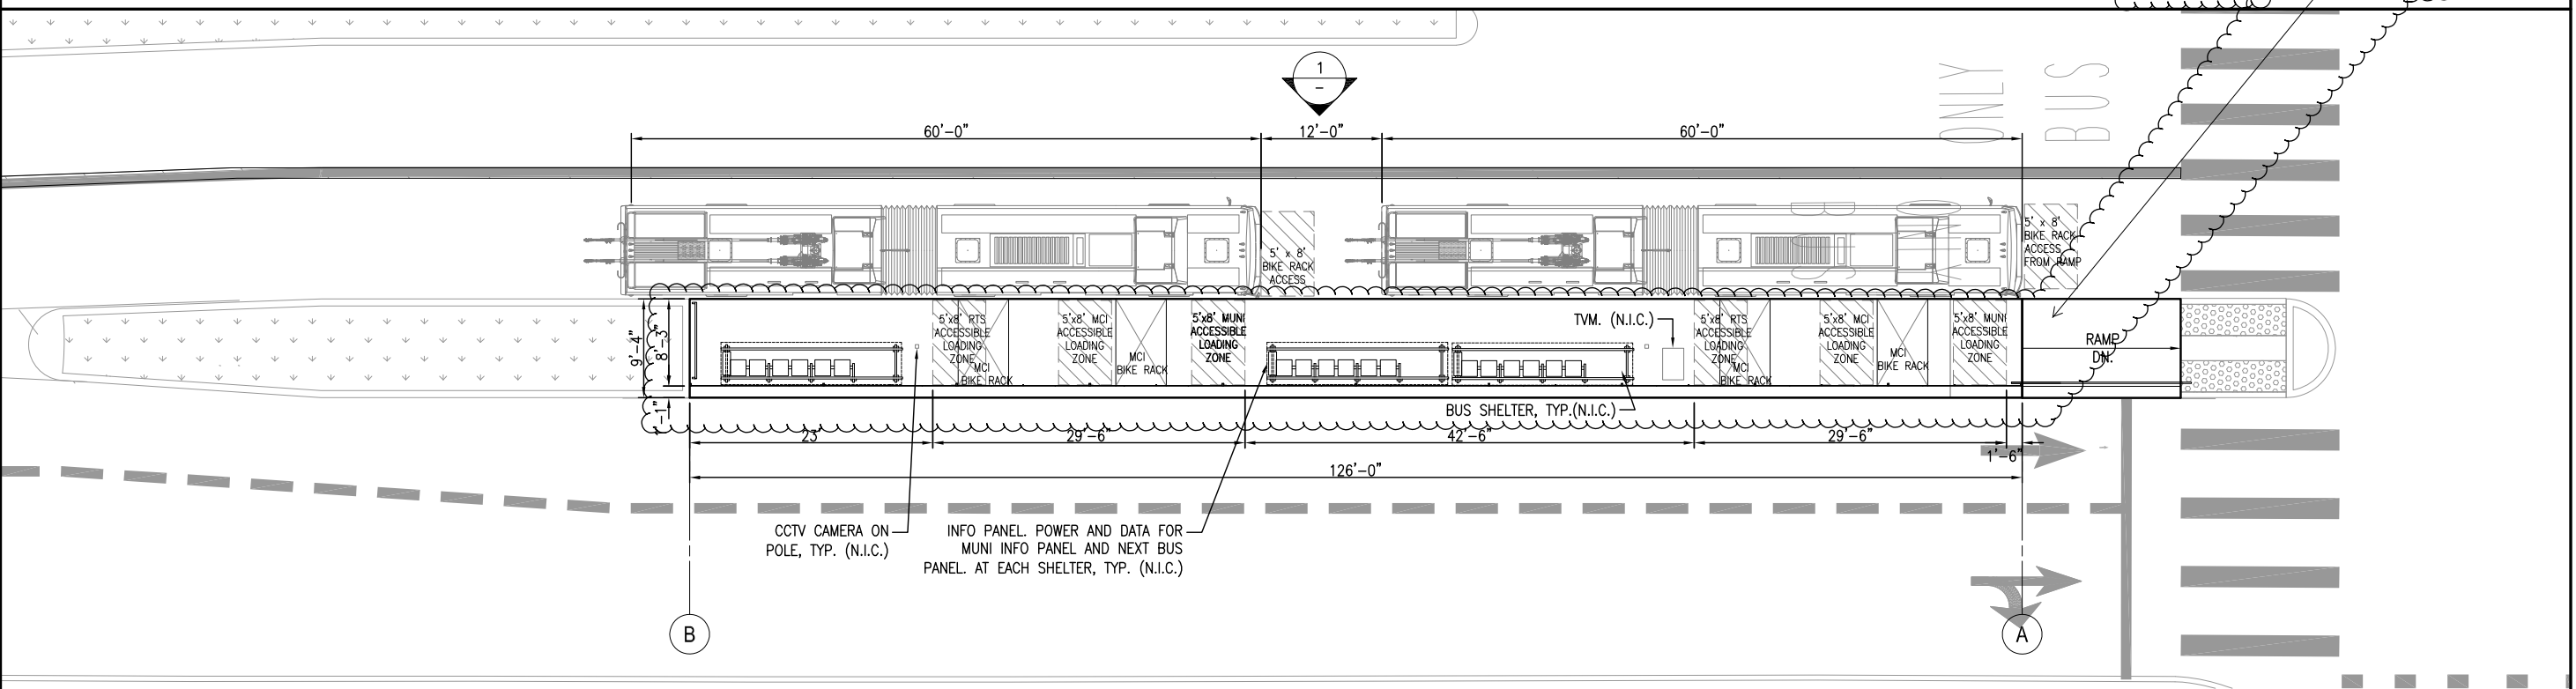 1
–
ONLY
BUS
60'-0"
12'-0"
60'-0"
5' x 8'
BIKE RACK
ACCESS
5' x 8'
BIKE RACK
ACCESS
FROM RAMP
9'-4"
8'-3"
1'-1"
5'x8' RTS
ACCESSIBLE
LOADING
ZONE
MCI
BIKE RACK
5'x8' MCI
ACCESSIBLE
LOADING
ZONE
MCI
BIKE RACK
5'x8' MUNI
ACCESSIBLE
LOADING
ZONE
TVM. (N.I.C.)
5'x8' RTS
ACCESSIBLE
LOADING
ZONE
MCI
BIKE RACK
5'x8' MCI
ACCESSIBLE
LOADING
ZONE
MCI
BIKE RACK
5'x8' MUNI
ACCESSIBLE
LOADING
ZONE
RAMP
DN.
BUS SHELTER, TYP.(N.I.C.)
23'
29'-6"
42'-6"
29'-6"
1'-6"
126'-0"
CCTV CAMERA ON
POLE, TYP. (N.I.C.)
INFO PANEL. POWER AND DATA FOR
MUNI INFO PANEL AND NEXT BUS
PANEL. AT EACH SHELTER, TYP. (N.I.C.)
B
A